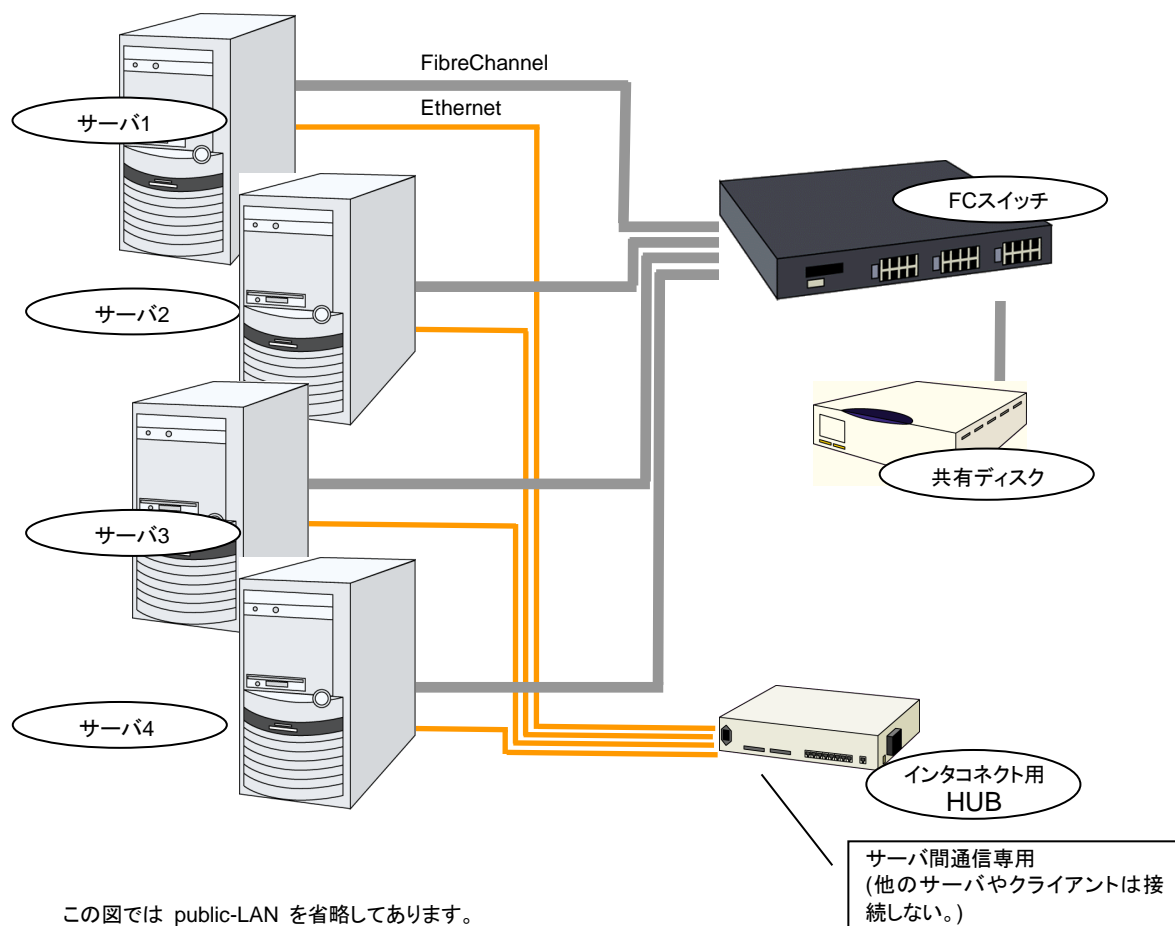 FibreChannel
Ethernet
サーバ1
FCスイッチ
サーバ2
共有ディスク
サーバ3
サーバ4
インタコネクト用
HUB
サーバ間通信専用
(他のサーバやクライアントは接
続しない。)
この図では public-LAN を省略してあります。